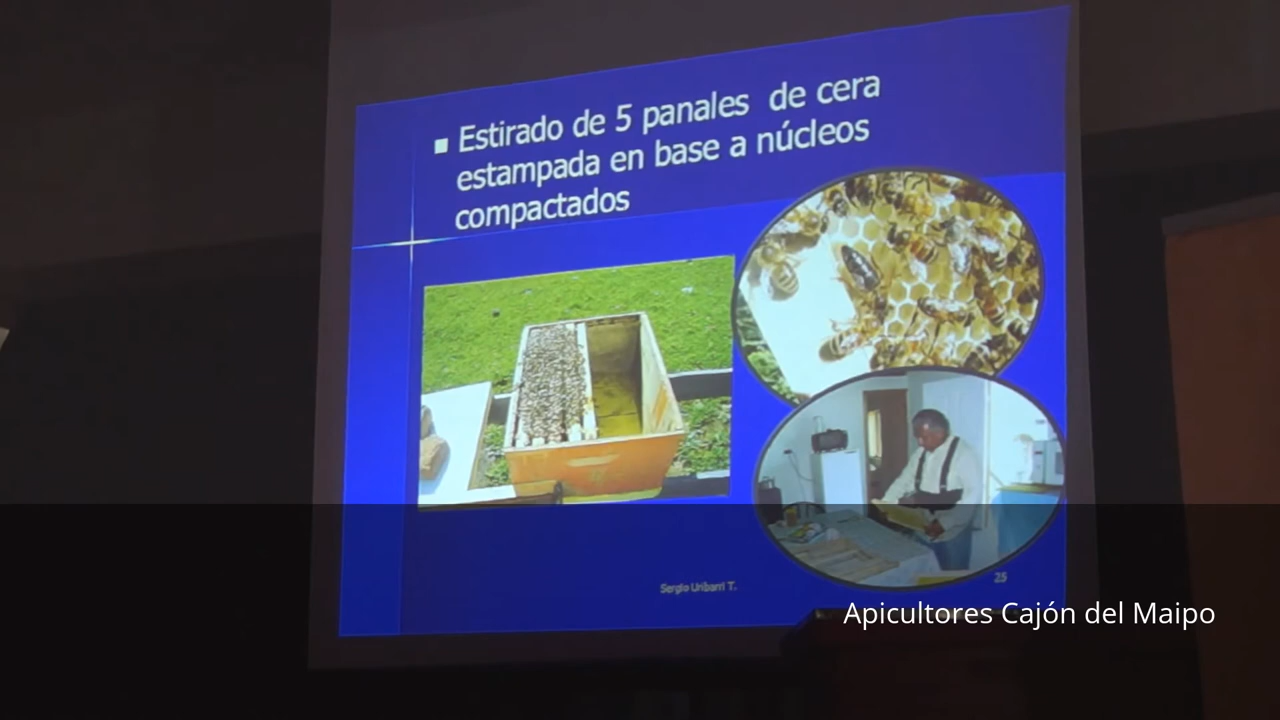 Estirado de 5 panales de cera
estampada en base a núcleos
compactados
Sergio Uribarri T.
25
Apicultores Cajón del Maipo